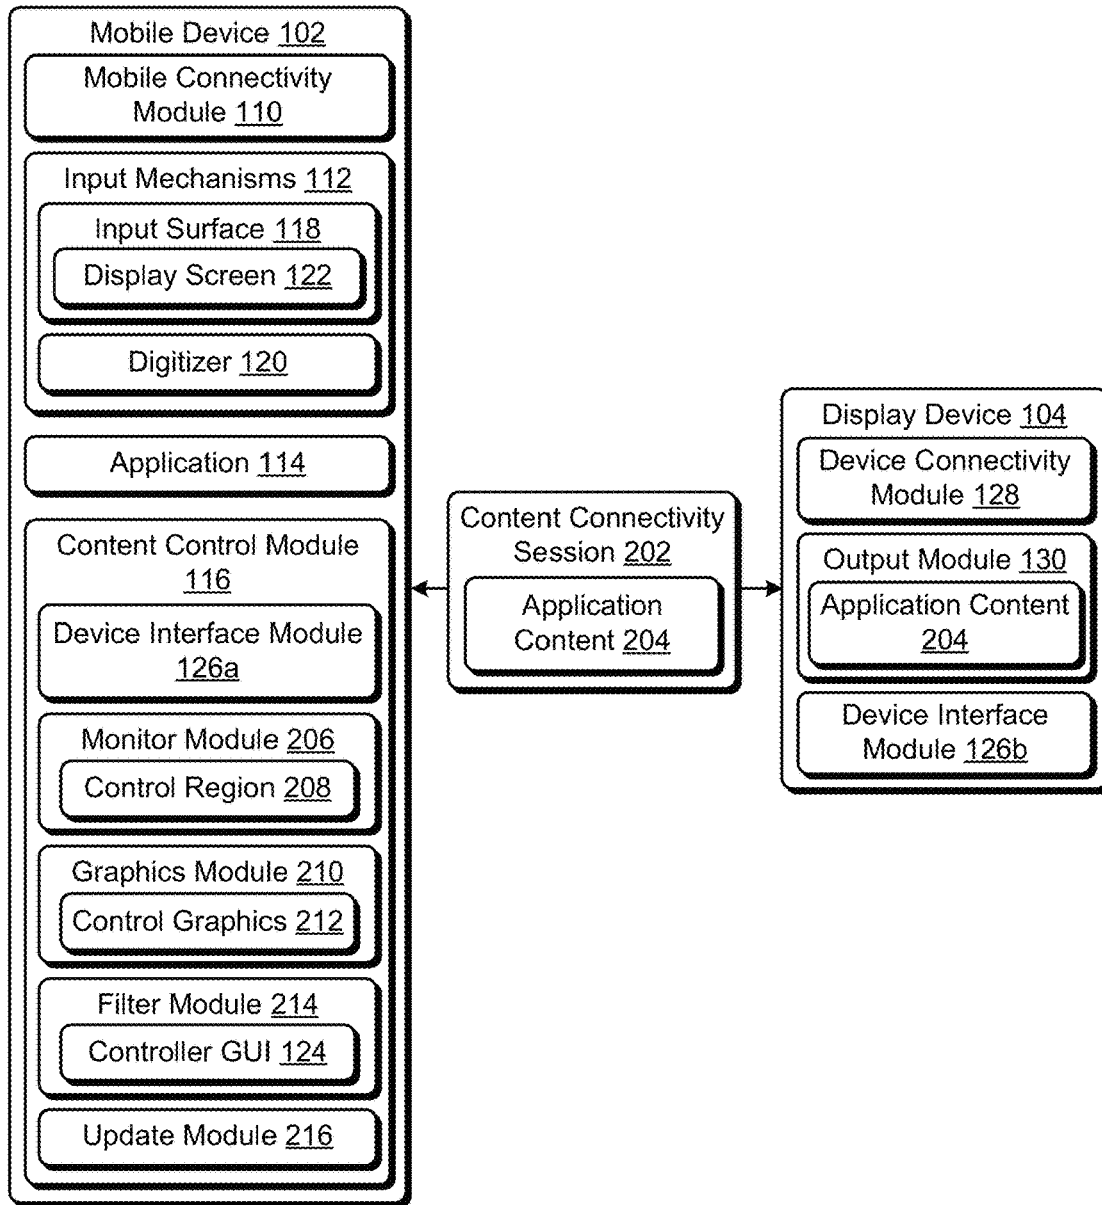 Mobile Device 102
Mobile Connectivity
Module 110
Input Mechanisms 112
Input Surface 118
Display Screen 122
Digitizer 120
Application 114
Content Control Module
116
Device Interface Module
126a
Monitor Module 206
Control Region 208
Graphics Module 210
Control Graphics 212
Filter Module 214
Controller GUI 124
Update Module 216
Content Connectivity
Session 202
Application
Content 204
Display Device 104
Device Connectivity
Module 128
Output Module 130
Application Content
204
Device Interface
Module 126b